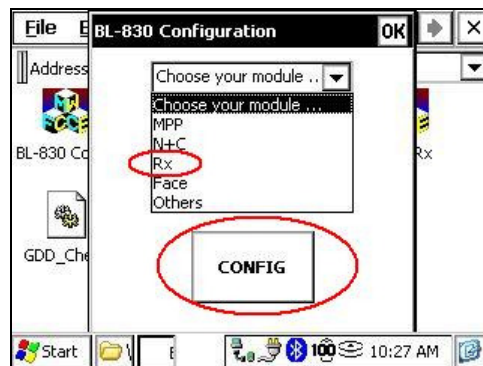 File E
BL-830 Configuration OK
Address
Choose your module ..
Choose your module ...
MPP
N+C
Rx
Face
Others
BL-830 Co
Rx
GDD_Che
CONFIG
Start
100
10:27 AM